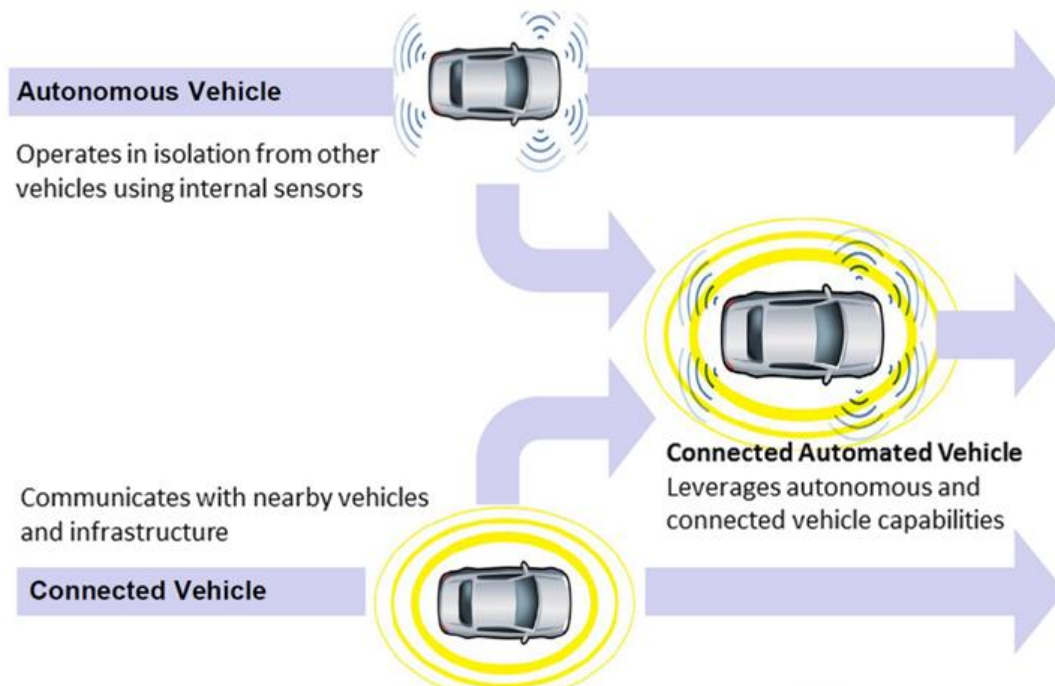 Autonomous Vehicle
Operates in isolation from other
vehicles using internal sensors
Connected Automated Vehicle
Leverages autonomous and
connected vehicle capabilities
Communicates with nearby vehicles
and infrastructure
Connected Vehicle